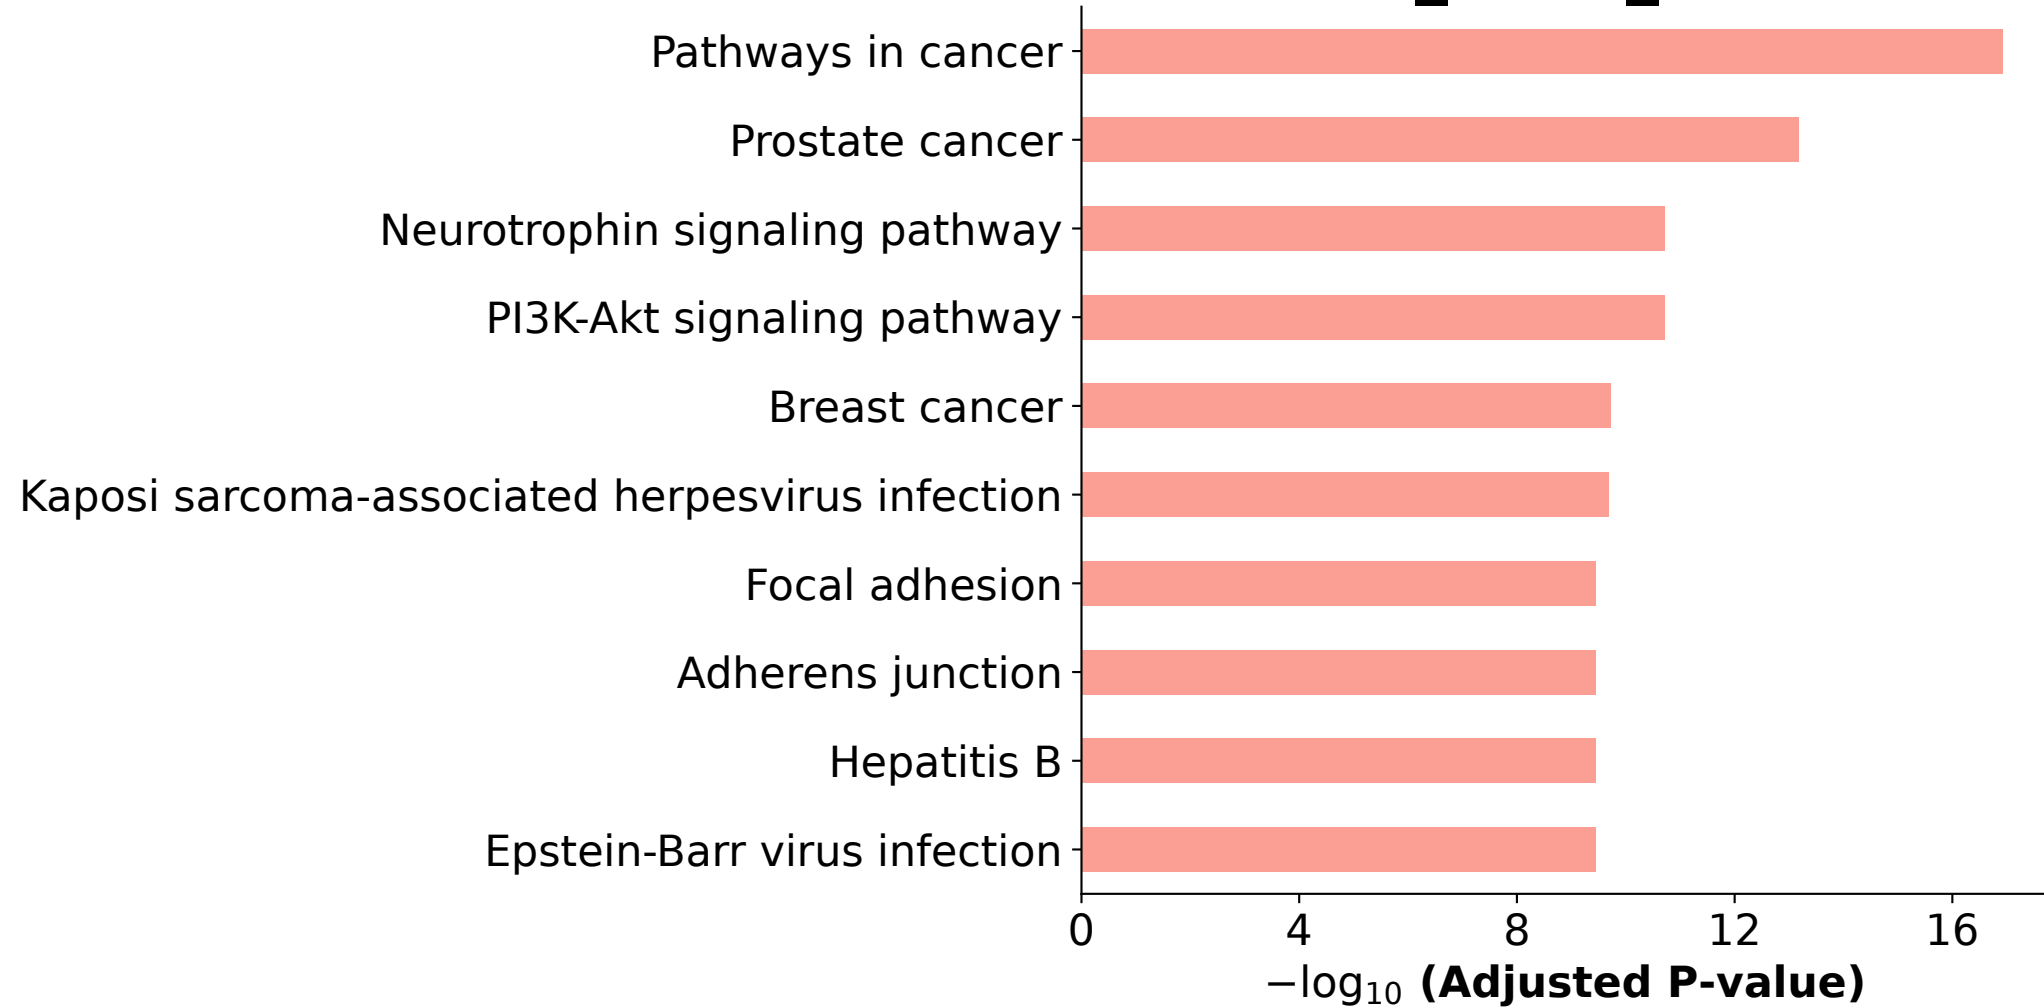 Pathways in cancer
Prostate cancer
Neurotrophin signaling pathway
PI3K-Akt signaling pathway
Breast cancer
Kaposi sarcoma-associated herpesvirus infection
Focal adhesion
Adherens junction
Hepatitis B
Epstein-Barr virus infection
0 4 8 12 16
−log₁₀ (Adjusted P-value)